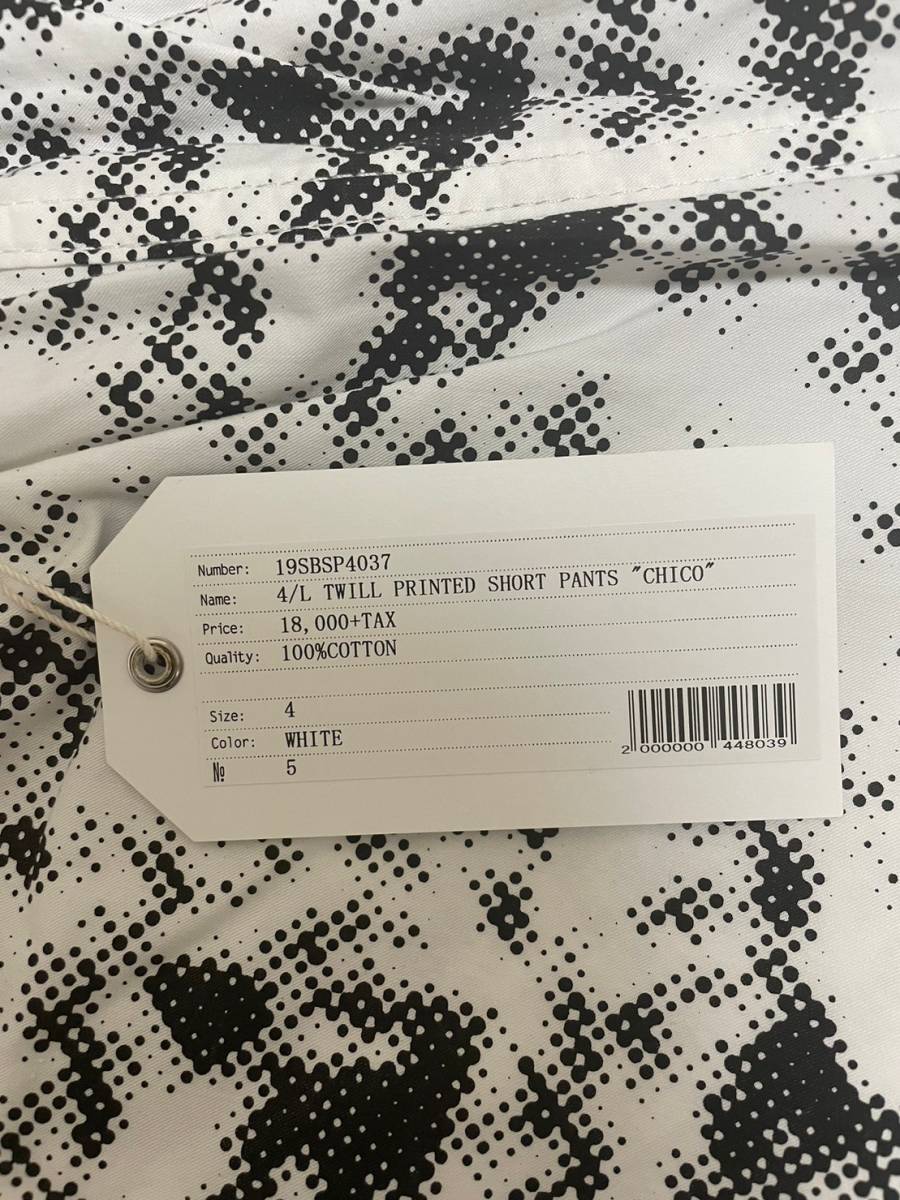 Number: 19SBSP4037
Name: 4/L TWILL PRINTED SHORT PANTS "CHICO"
Price: 18,000+TAX
Quality: 100%COTTON
Size: 4
Color: WHITE
№ 5
2 000000 448039